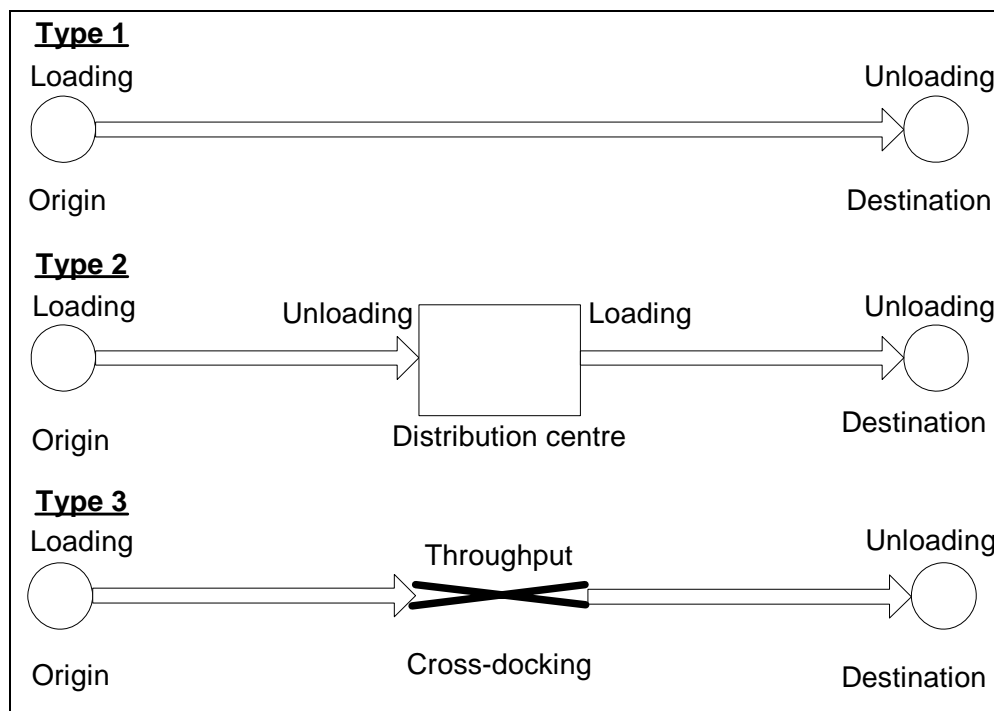 Type 1
Loading Unloading
Origin Destination
Type 2
Loading Unloading Loading Unloading
Origin Distribution centre Destination
Type 3
Loading Throughput Unloading
Origin Cross-docking Destination